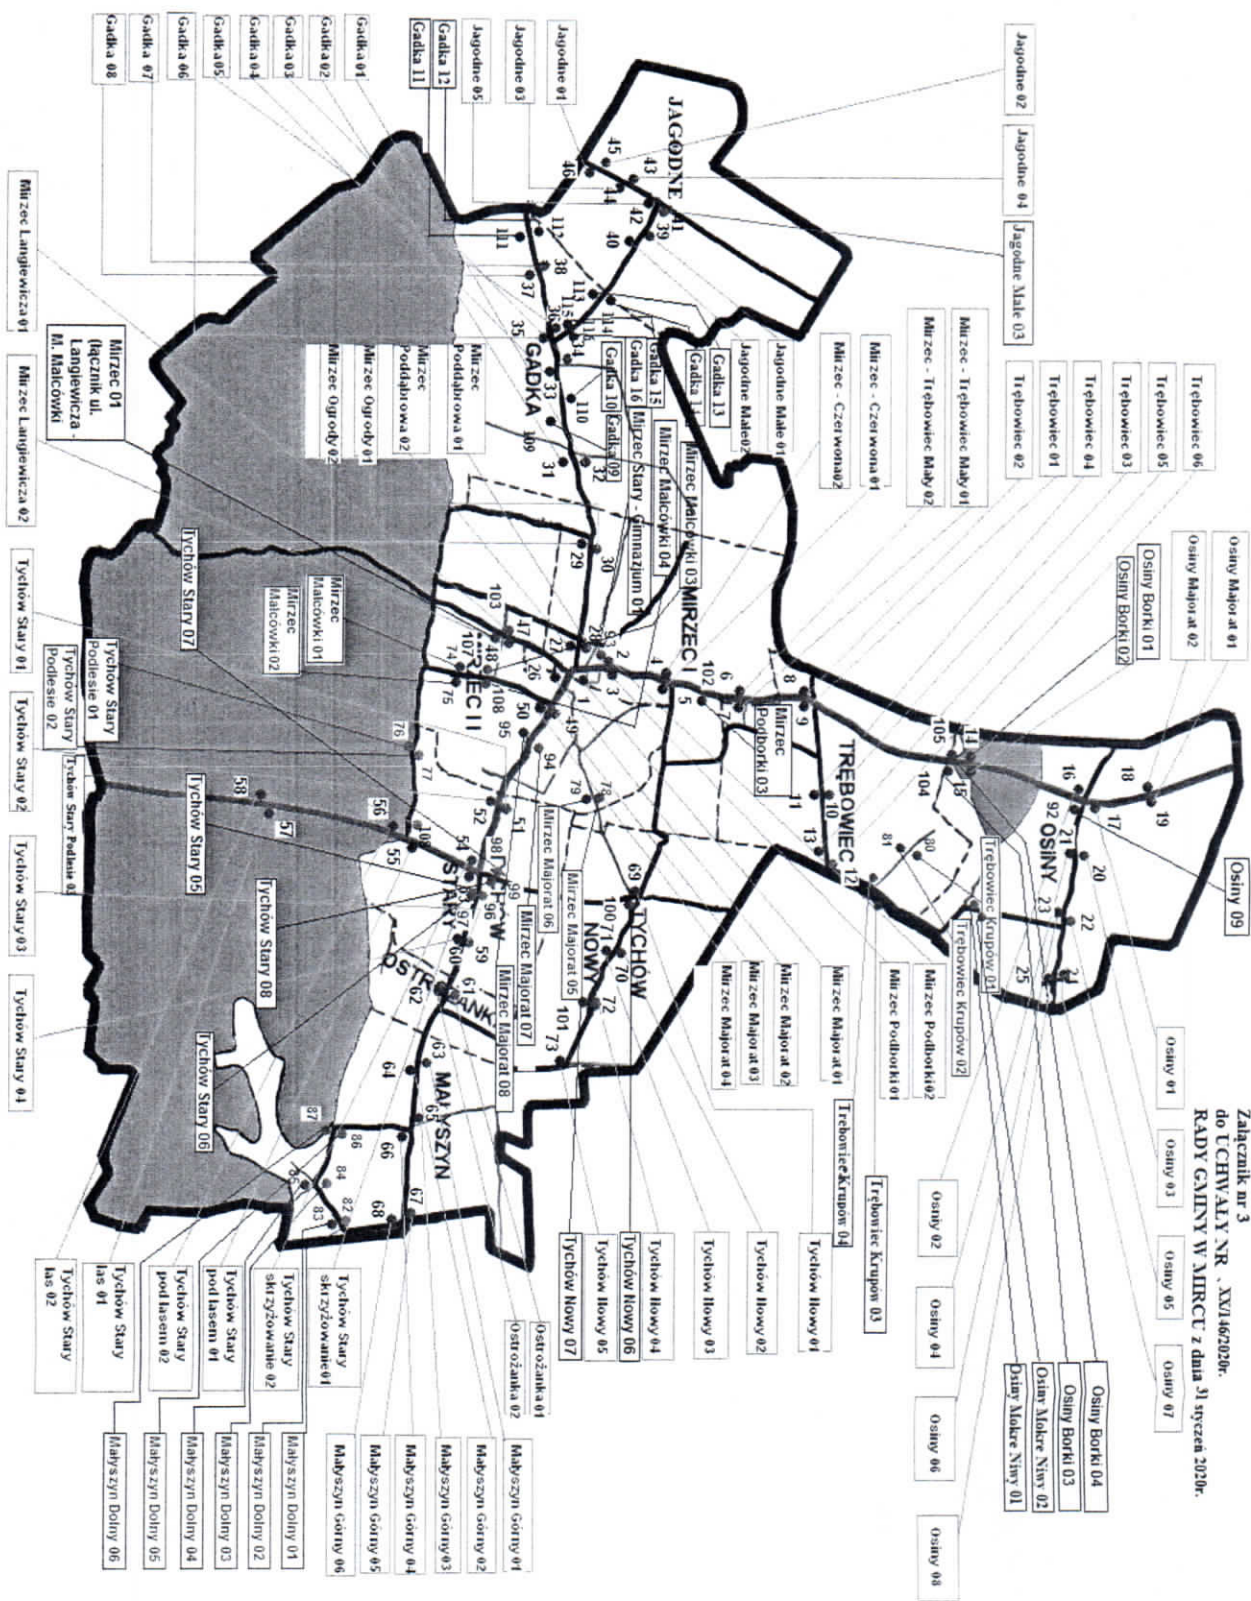 Załącznik nr 3
do UCHWAŁY NR . XX/146/2020r.
RADY GMINY W MIRCU z dnia 31 styczeń 2020r.
Jagodne 02
Jagodne 04
Jagodne Małe 03
Jagodne 01
Jagodne 03
Jagodne 05
Gadka 12
Gadka 11
Gadka 01
Gadka 02
Gadka 03
Gadka 04
Gadka 05
Gadka 06
Gadka 07
Gadka 08
Trębowiec 06
Trębowiec 05
Trębowiec 03
Trębowiec 04
Trębowiec 01
Trębowiec 02
Mirzec - Trębowiec Mały 01
Mirzec - Trębowiec Mały 02
Mirzec - Czerwona 01
Mirzec - Czerwona 02
Jagodne Małe 01
Jagodne Małe 02
Gadka 13
Gadka 14
Gadka 15
Gadka 16
Gadka 10
Gadka 09
Osiny Majorat 01
Osiny Majorat 02
Osiny Borki 01
Osiny Borki 02
Osiny 09
Mirzec Malcówki 03
Mirzec Malcówki 04
Mirzec Stary - Gimnazjum 01
Mirzec
Poddąbrowa 01
Mirzec
Poddąbrowa 02
Mirzec Ogrody 01
Mirzec Ogrody 02
Mirzec
Podborki 03
Mirzec
Malcówki 01
Mirzec
Malcówki 02
Mirzec Langiewicza 01
Mirzec 01
(łącznik ul.
Langiewicza -
M. Malcówki
Mirzec Langiewicza 02
Tychów Stary 07
Tychów Stary 01
Tychów Stary
Podlesie 01
Tychów Stary
Podlesie 02
Tychów Stary 02
Tychów Stary Podlesie 03
Tychów Stary 05
Tychów Stary 03
Tychów Stary 08
Tychów Stary 04
Tychów Stary 06
JAGODNE
GADKA
MIRZEC I
TRĘBOWIEC
OSINY
TYCHÓW
NOWY
STARY
MAŁYSZYN
Trębowiec Krupów 01
Trębowiec Krupów 02
Mirzec Podborki 02
Mirzec Podborki 01
Mirzec Majorat 01
Mirzec Majorat 02
Mirzec Majorat 03
Mirzec Majorat 04
Mirzec Majorat 05
Mirzec Majorat 06
Mirzec Majorat 07
Mirzec Majorat 08
Osiny 01
Osiny 03
Osiny 05
Osiny 07
Osniy 02
Osiny 04
Osiny 06
Osiny 08
Osiny Borki 04
Osiny Borki 03
Osiny Mokre Niwy 02
Osiny Mokre Niwy 01
Trębowiec Krupów 03
Trębowiec Krupów 04
Tychów Nowy 01
Tychów Nowy 02
Tychów Nowy 03
Tychów Nowy 04
Tychów Nowy 06
Tychów Nowy 05
Tychów Nowy 07
Ostrożanka 01
Ostrożanka 02
Tychów Stary
skrzyżowanie 01
Tychów Stary
skrzyżowanie 02
Tychów Stary
pod lasem 01
Tychów Stary
pod lasem 02
Tychów Stary
las 01
Tychów Stary
las 02
Małyszyn Górny 01
Małyszyn Górny 02
Małyszyn Górny 03
Małyszyn Górny 04
Małyszyn Górny 05
Małyszyn Górny 06
Małyszyn Dolny 01
Małyszyn Dolny 02
Małyszyn Dolny 03
Małyszyn Dolny 04
Małyszyn Dolny 05
Małyszyn Dolny 06